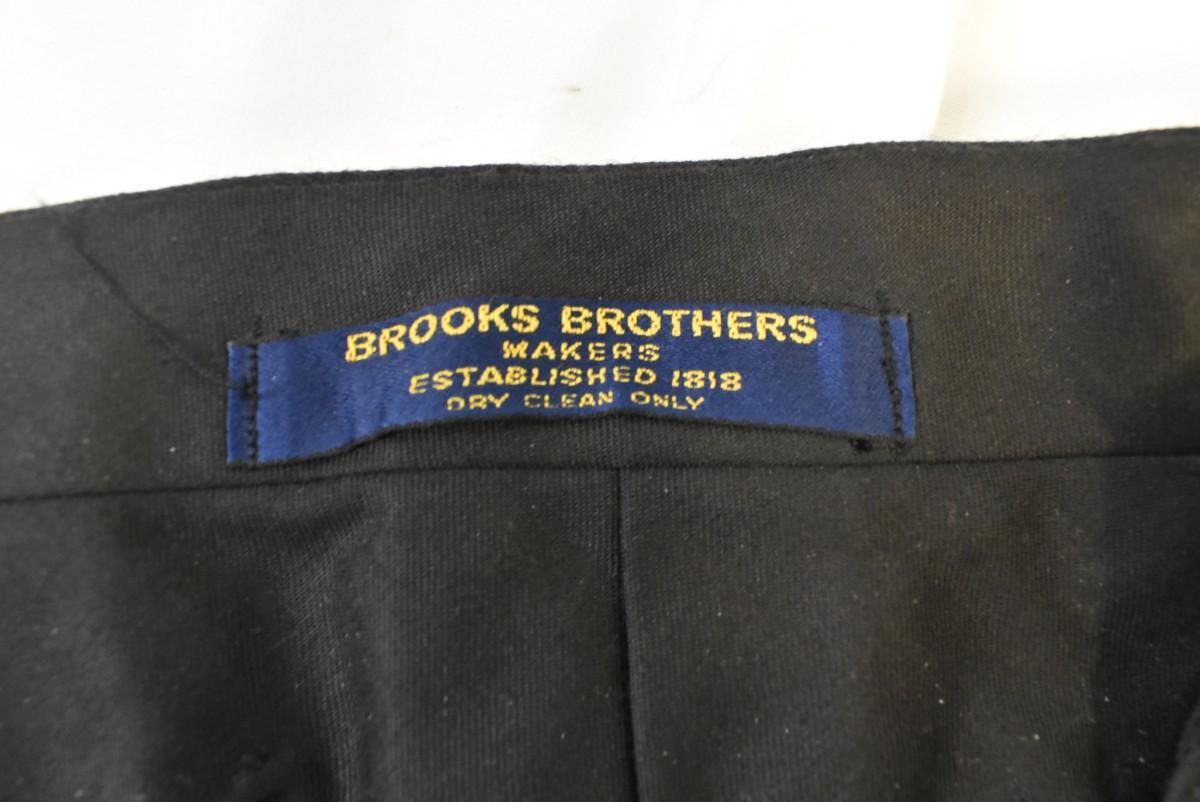 BROOKS BROTHERS
MAKERS
ESTABLISHED 1818
DRY CLEAN ONLY